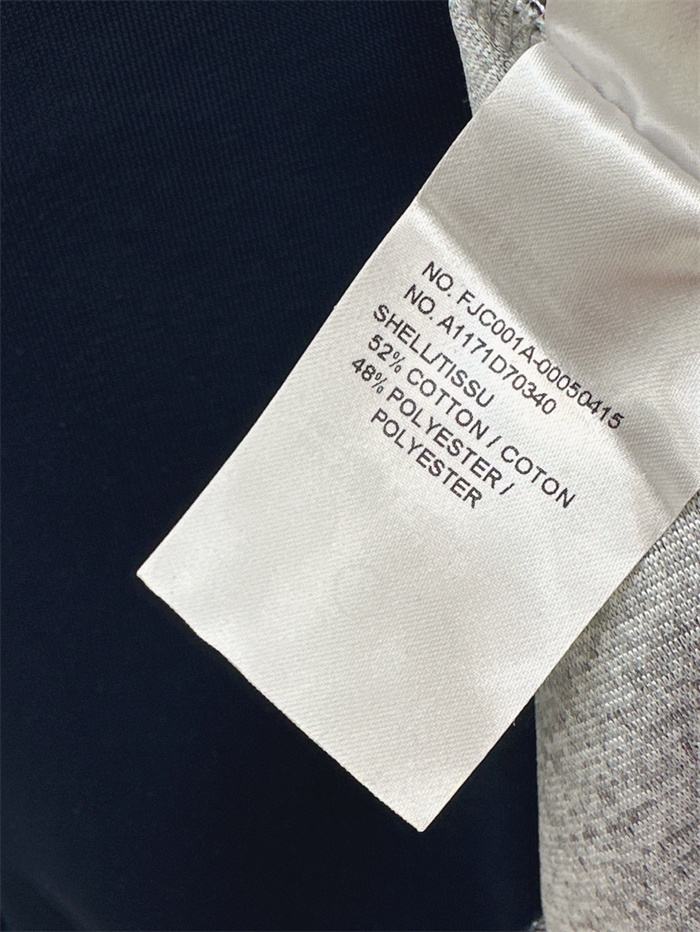 NO. FJC001A-00050415
NO. A1171D70340
SHELL/TISSU
52% COTTON / COTON
48% POLYESTER /
POLYESTER